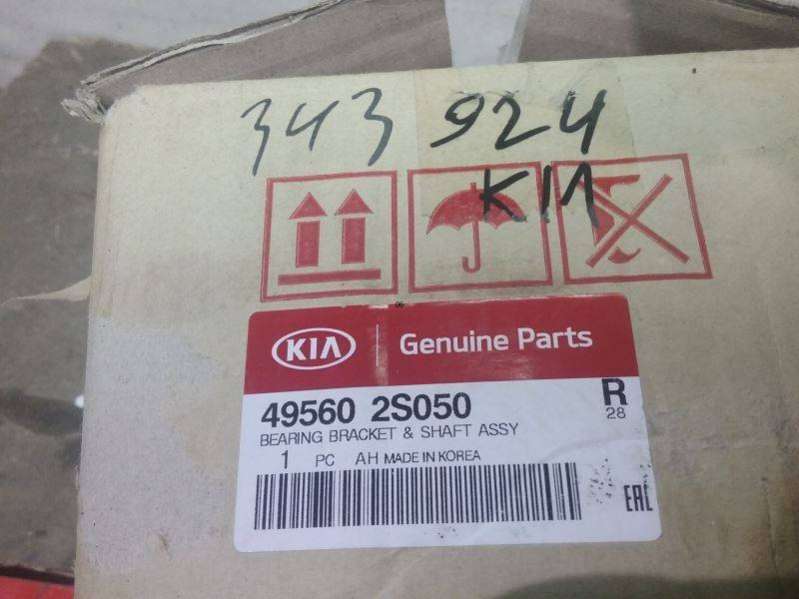 343 924
KIA
KIA Genuine Parts
49560 2S050 R
28
BEARING BRACKET & SHAFT ASSY
1 PC AH MADE IN KOREA
EAC